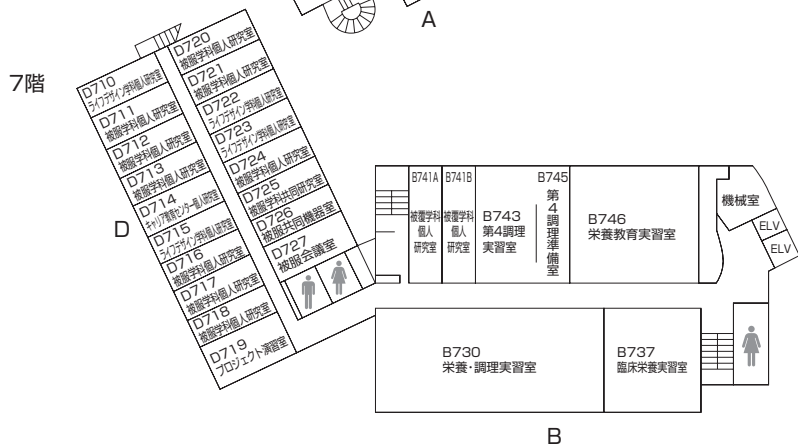 A
7階
D710
ライフデザイン学科個人研究室
D711
被服学科個人研究室
D712
被服学科個人研究室
D713
被服学科個人研究室
D714
キャリア教育センター個人研究室
D715
ライフデザイン学科個人研究室
D716
被服学科個人研究室
D717
被服学科個人研究室
D718
被服学科個人研究室
D719
プロジェクト演習室
D720
被服学科個人研究室
D721
被服学科個人研究室
D722
ライフデザイン学科個人研究室
D723
ライフデザイン学科個人研究室
D724
被服学科個人研究室
D725
被服学科共同研究室
D726
被服共同機器室
D727
被服会議室
D
B741A
被覆学科
個人
研究室
B741B
被覆学科
個人
研究室
B743
第4調理
実習室
B745
第4調理準備室
B746
栄養教育実習室
機械室
ELV
ELV
B730
栄養・調理実習室
B737
臨床栄養実習室
B